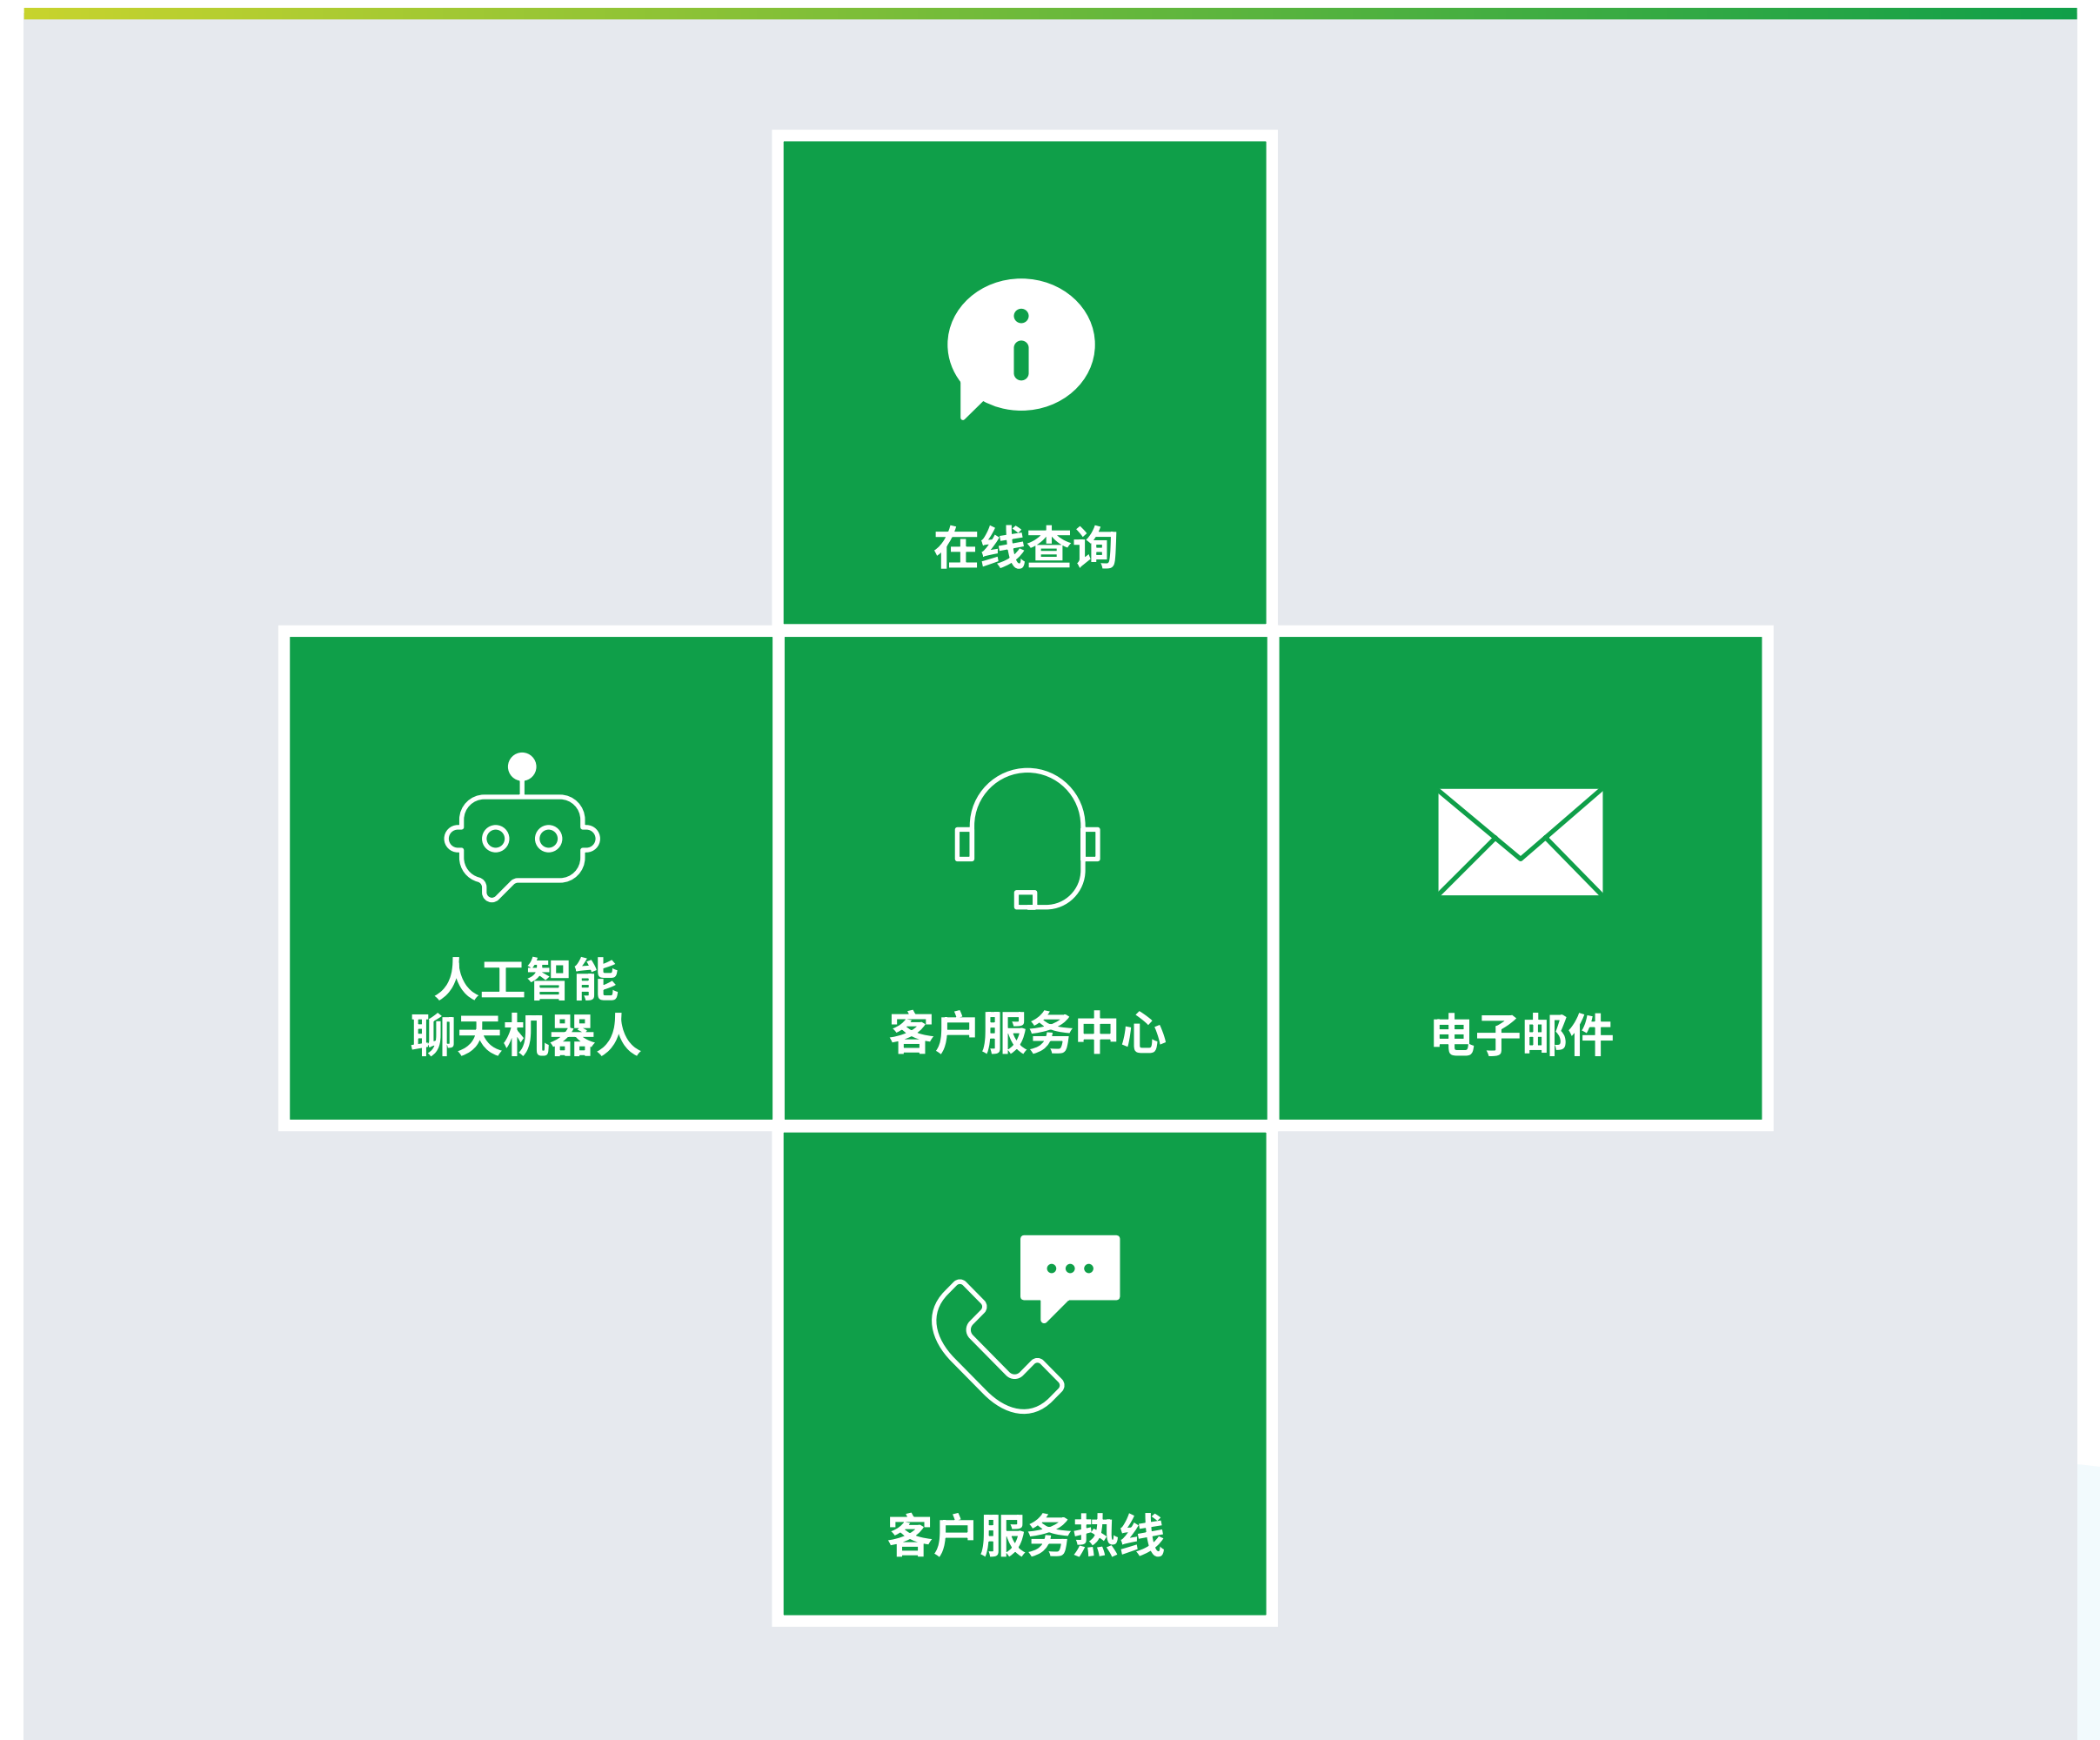 在线查询
人工智能
聊天机器人
客户服务中心
电子邮件
客户服务热线